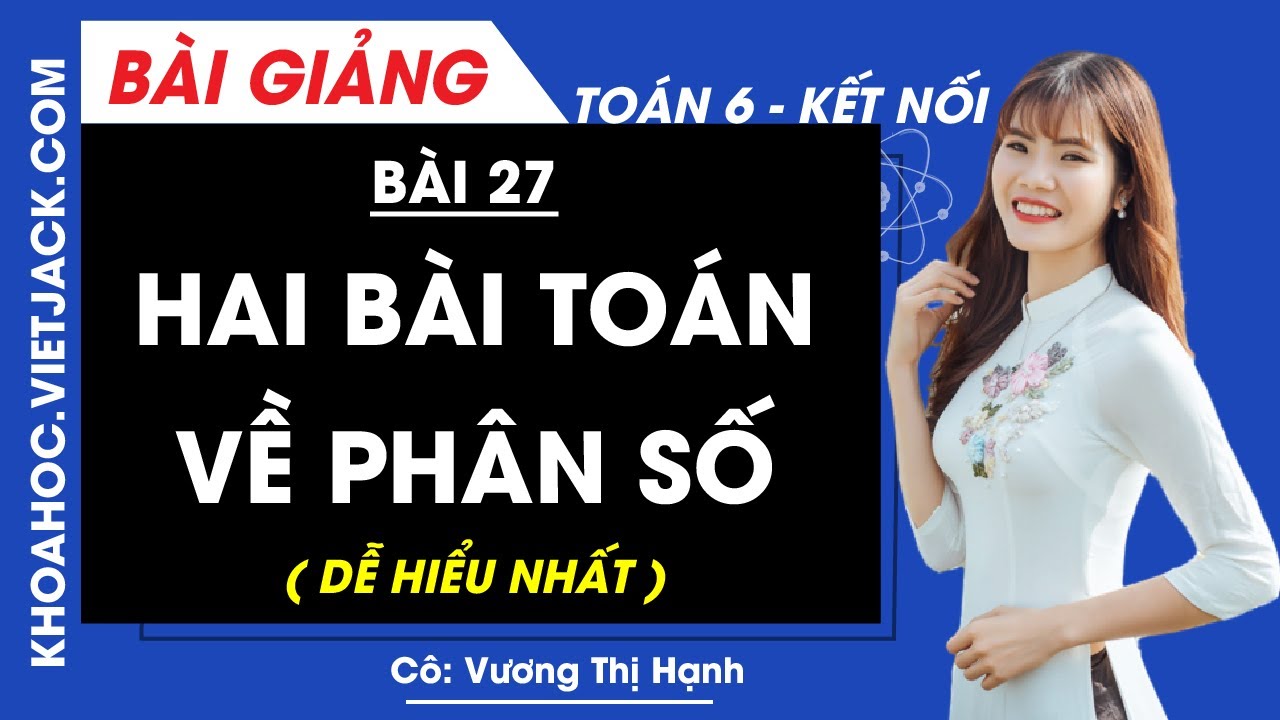 BÀI GIẢNG
TOÁN 6 - KẾT NỐI
KHOAHOC.VIETJACK.COM
BÀI 27
HAI BÀI TOÁN
VỀ PHÂN SỐ
( DỄ HIỂU NHẤT )
Cô: Vương Thị Hạnh